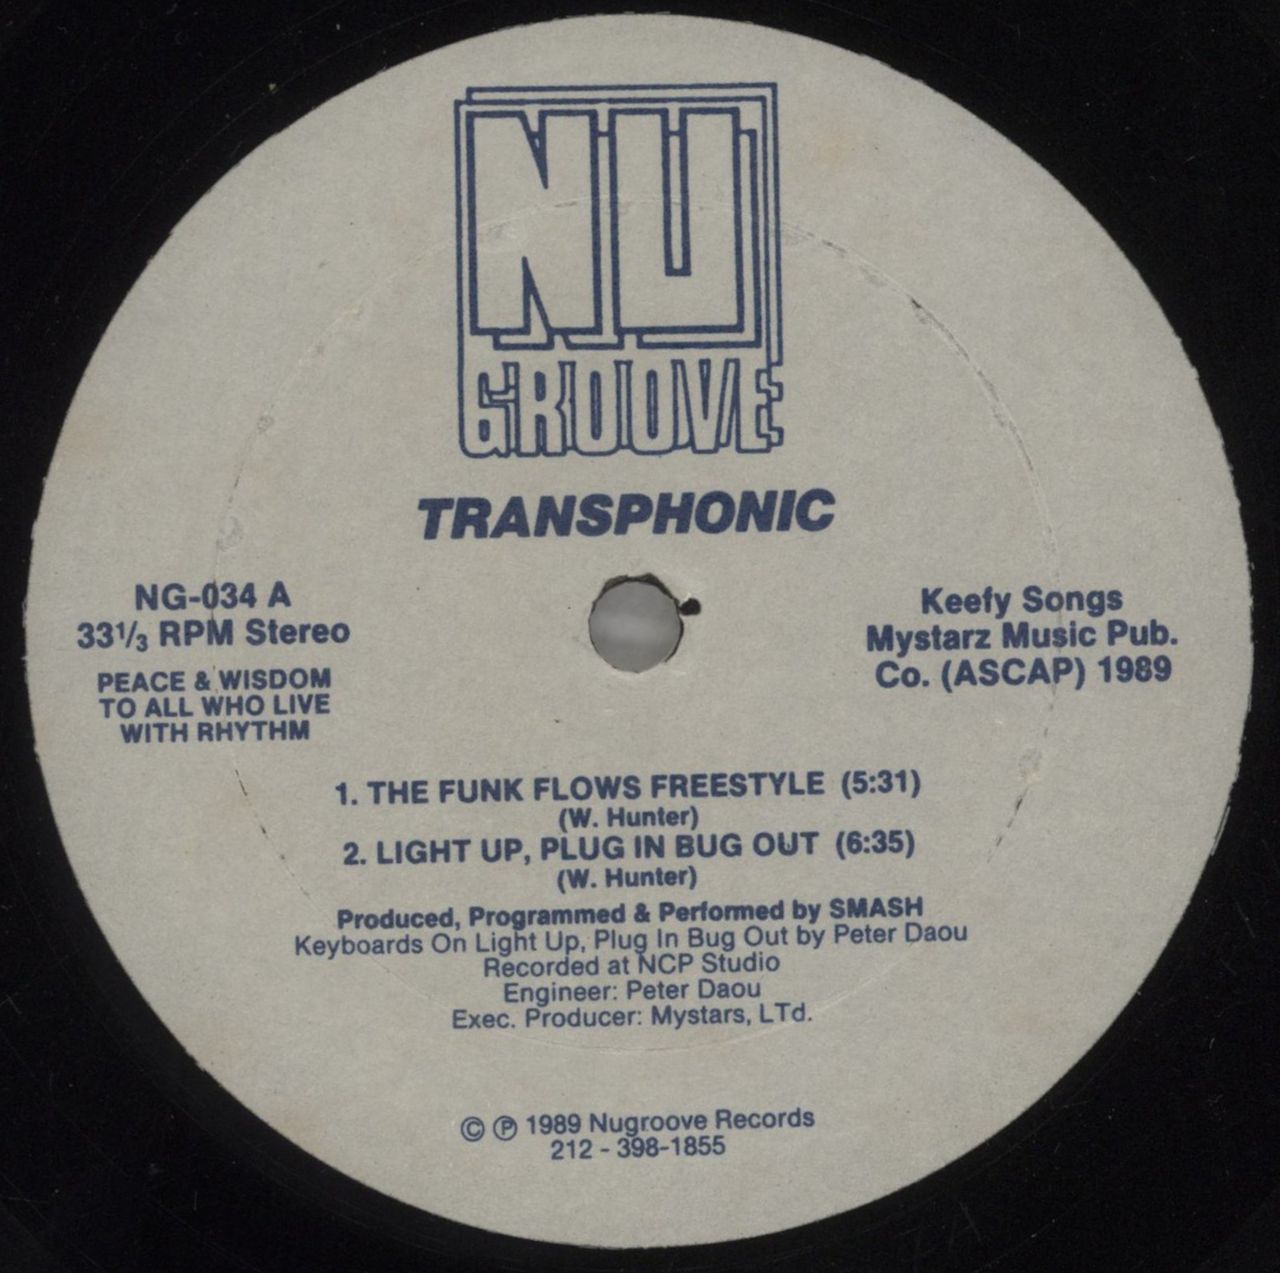 NU
GROOVE
TRANSPHONIC
NG-034 A
33 1/3 RPM Stereo
PEACE & WISDOM
TO ALL WHO LIVE
WITH RHYTHM
Keefy Songs
Mystarz Music Pub.
Co. (ASCAP) 1989
1. THE FUNK FLOWS FREESTYLE (5:31)
(W. Hunter)
2. LIGHT UP, PLUG IN BUG OUT (6:35)
(W. Hunter)
Produced, Programmed & Performed by SMASH
Keyboards On Light Up, Plug In Bug Out by Peter Daou
Recorded at NCP Studio
Engineer: Peter Daou
Exec. Producer: Mystars, LTd.
© ℗ 1989 Nugroove Records
212 - 398-1855